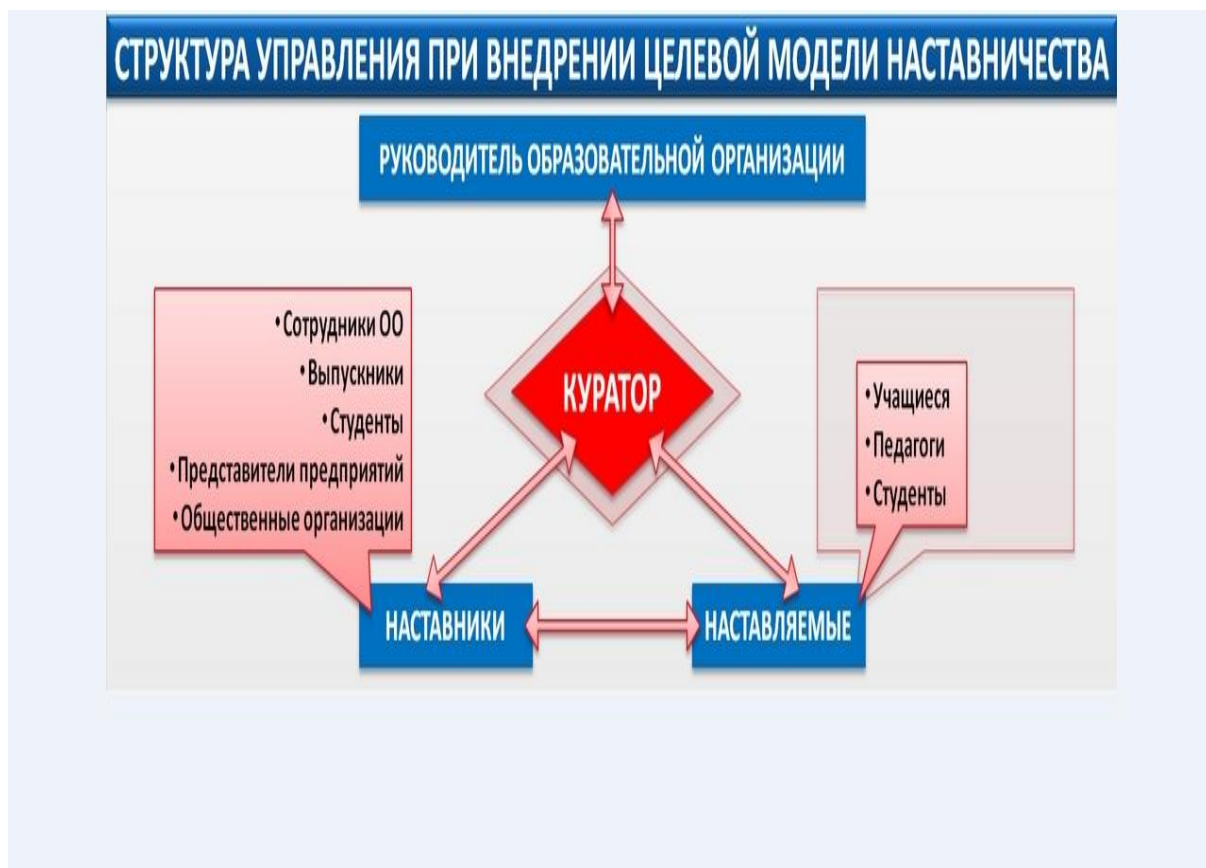 СТРУКТУРА УПРАВЛЕНИЯ ПРИ ВНЕДРЕНИИ ЦЕЛЕВОЙ МОДЕЛИ НАСТАВНИЧЕСТВА
РУКОВОДИТЕЛЬ ОБРАЗОВАТЕЛЬНОЙ ОРГАНИЗАЦИИ
•Сотрудники ОО
•Выпускники
•Студенты
•Представители предприятий
•Общественные организации
КУРАТОР
•Учащиеся
•Педагоги
•Студенты
НАСТАВНИКИ
НАСТАВЛЯЕМЫЕ